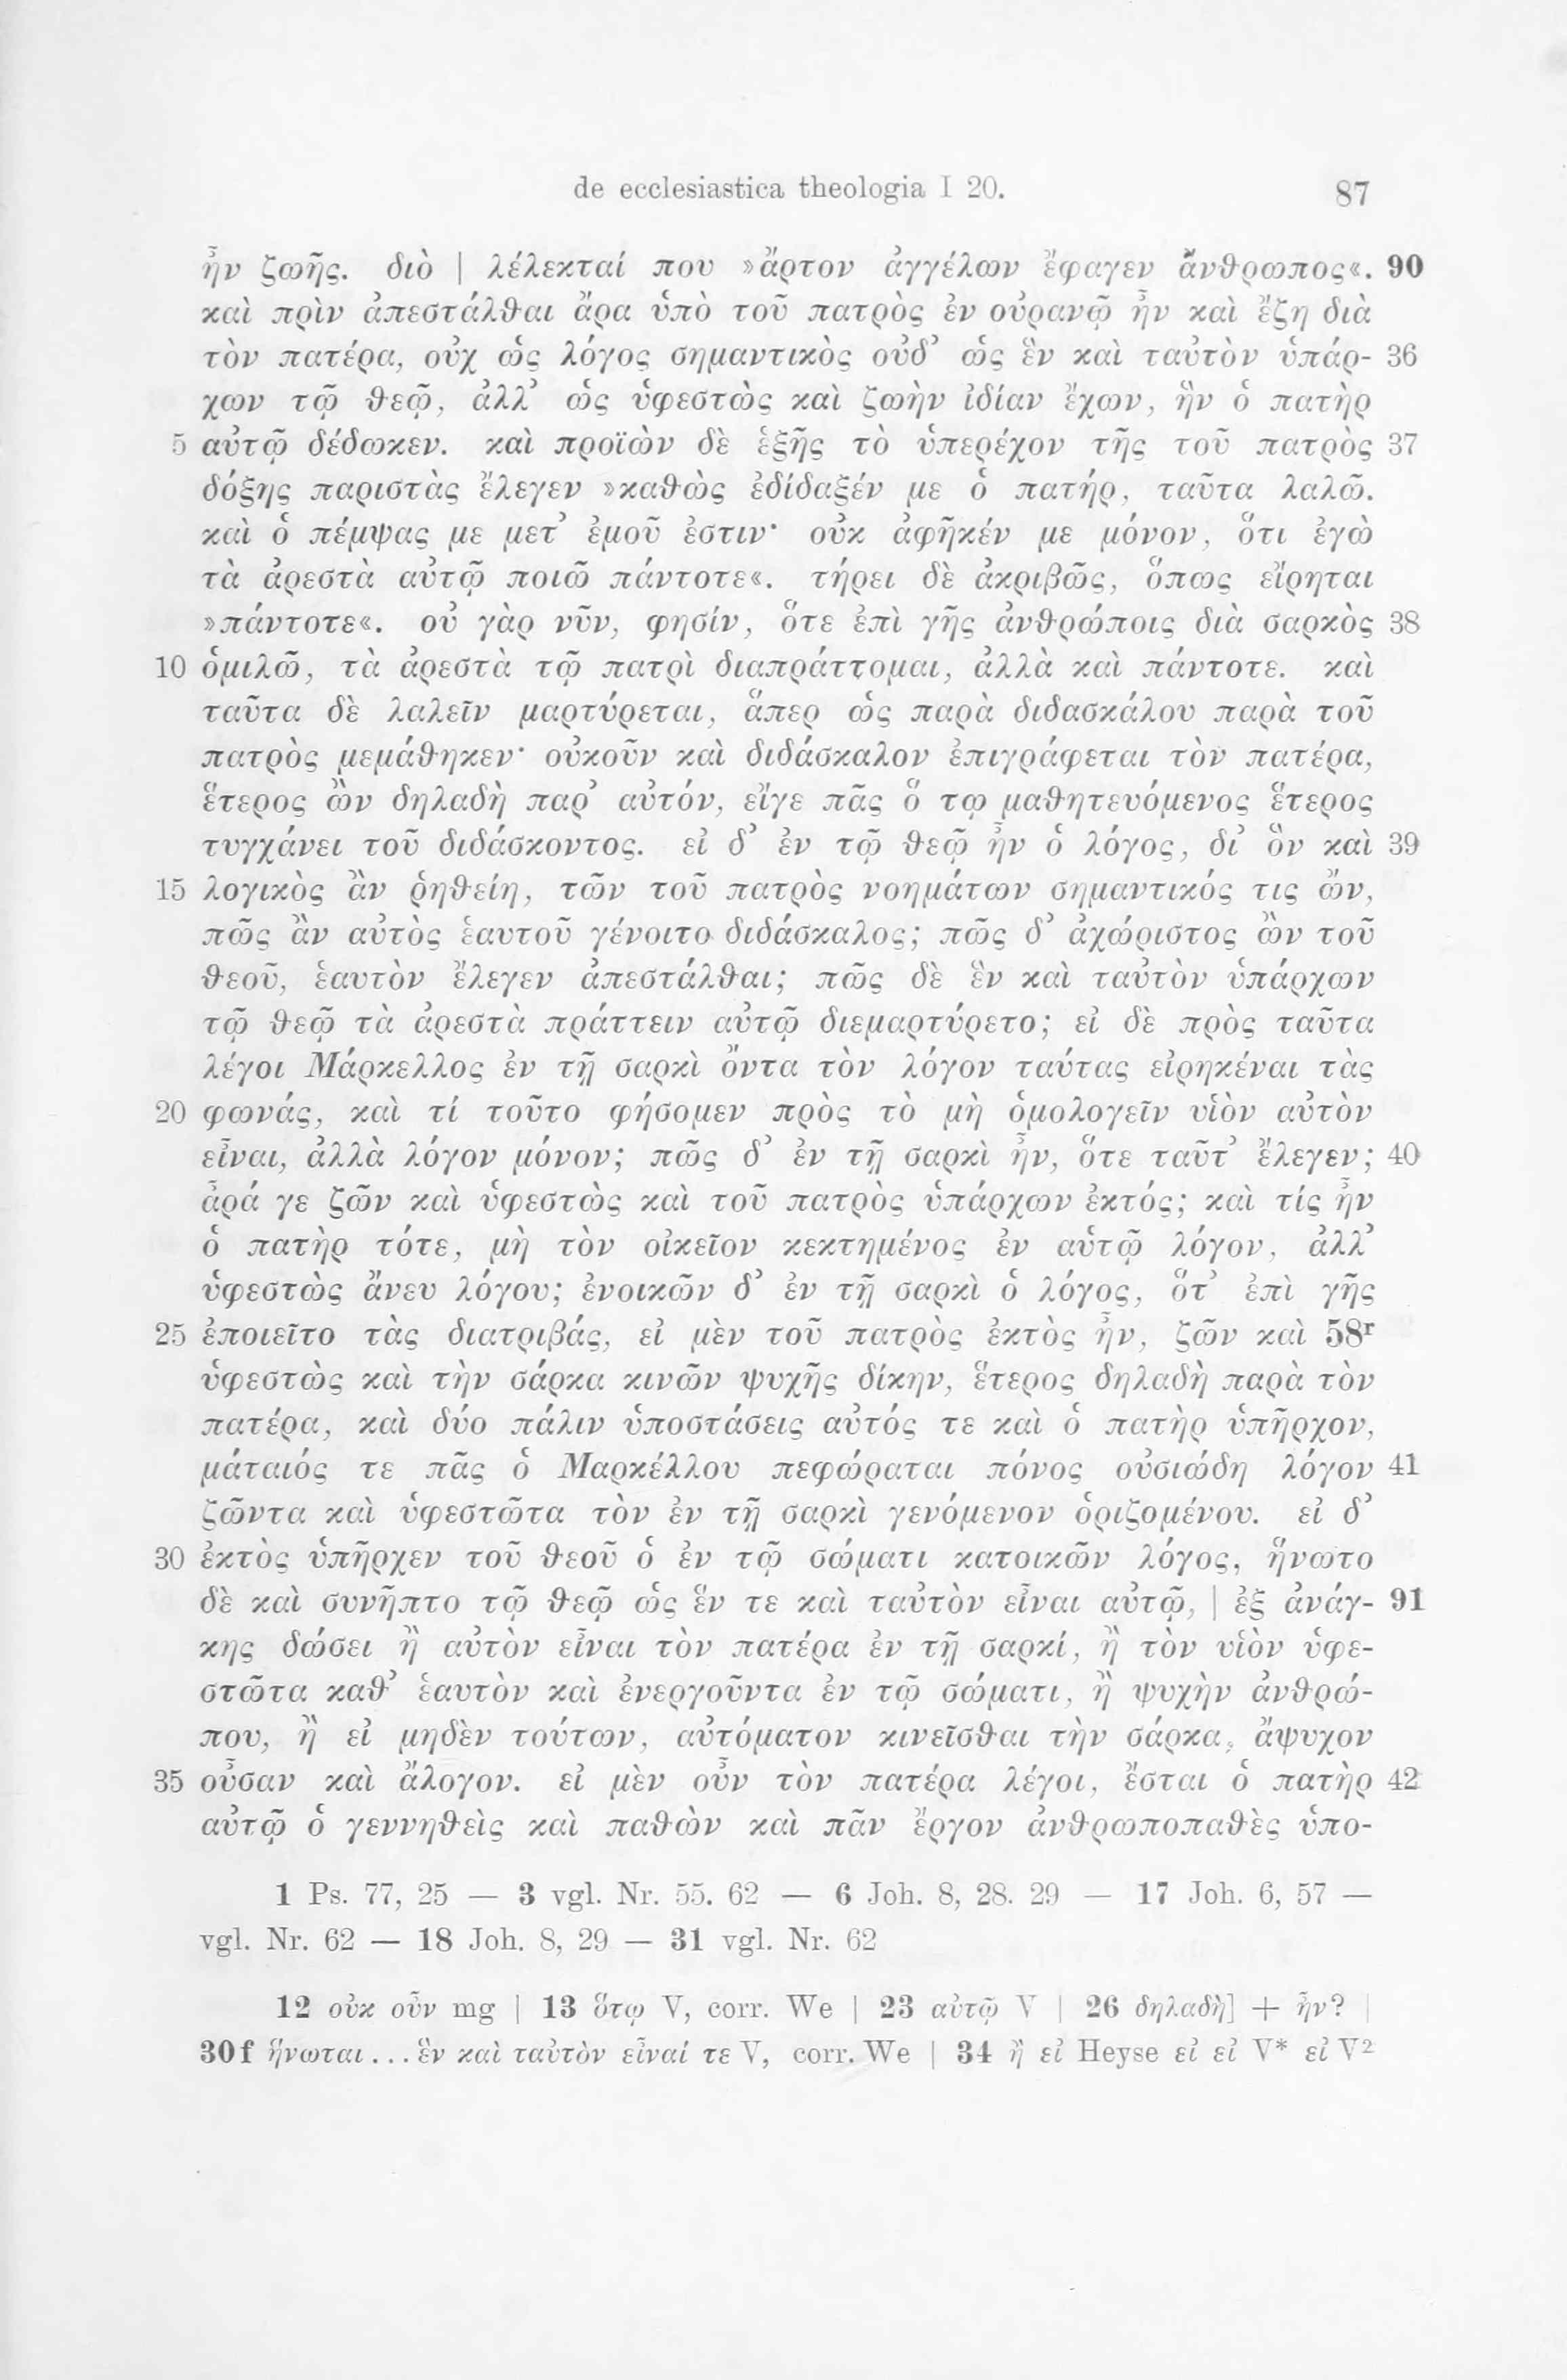 de ecclesiastica theologia I 20. 87
ἦν ζωῆς. διὸ | λέλεκταί που »ἄρτον ἀγγέλων ἔφαγεν ἄνθρωπος«. 90
καὶ πρὶν ἀπεστάλθαι ἄρα ὑπὸ τοῦ πατρὸς ἐν οὐρανῷ ἦν καὶ ἔζη διὰ
τὸν πατέρα, οὐχ ὡς λόγος σημαντικὸς οὐδ’ ὡς ἓν καὶ ταὐτὸν ὑπάρ- 36
χων τῷ θεῷ, ἀλλ’ ὡς ὑφεστὼς καὶ ζωὴν ἰδίαν ἔχων, ἣν ὁ πατὴρ
5 αὐτῷ δέδωκεν. καὶ προϊὼν δὲ ἑξῆς τὸ ὑπερέχον τῆς τοῦ πατρὸς 37
δόξης παριστὰς ἔλεγεν »καθὼς ἐδίδαξέν με ὁ πατήρ, ταῦτα λαλῶ.
καὶ ὁ πέμψας με μετ’ ἐμοῦ ἐστιν· οὐκ ἀφῆκέν με μόνον, ὅτι ἐγὼ
τὰ ἀρεστὰ αὐτῷ ποιῶ πάντοτε«. τήρει δὲ ἀκριβῶς, ὅπως εἴρηται
»πάντοτε«. οὐ γὰρ νῦν, φησίν, ὅτε ἐπὶ γῆς ἀνθρώποις διὰ σαρκὸς 38
10 ὁμιλῶ, τὰ ἀρεστὰ τῷ πατρὶ διαπράττομαι, ἀλλὰ καὶ πάντοτε. καὶ
ταῦτα δὲ λαλεῖν μαρτύρεται, ἅπερ ὡς παρὰ διδασκάλου παρὰ τοῦ
πατρὸς μεμάθηκεν· οὐκοῦν καὶ διδάσκαλον ἐπιγράφεται τὸν πατέρα,
ἕτερος ὢν δηλαδὴ παρ’ αὐτόν, εἴγε πᾶς ὅ τῳ μαθητευόμενος ἕτερος
τυγχάνει τοῦ διδάσκοντος. εἰ δ’ ἐν τῷ θεῷ ἦν ὁ λόγος, δι’ ὃν καὶ 39
15 λογικὸς ἂν ῥηθείη, τῶν τοῦ πατρὸς νοημάτων σημαντικός τις ὤν,
πῶς ἂν αὐτὸς ἑαυτοῦ γένοιτο διδάσκαλος; πῶς δ’ ἀχώριστος ὢν τοῦ
θεοῦ, ἑαυτὸν ἔλεγεν ἀπεστάλθαι; πῶς δὲ ἓν καὶ ταὐτὸν ὑπάρχων
τῷ θεῷ τὰ ἀρεστὰ πράττειν αὐτῷ διεμαρτύρετο; εἰ δὲ πρὸς ταῦτα
λέγοι Μάρκελλος ἐν τῇ σαρκὶ ὄντα τὸν λόγον ταύτας εἰρηκέναι τὰς
20 φωνάς, καὶ τί τοῦτο φήσομεν πρὸς τὸ μὴ ὁμολογεῖν υἱὸν αὐτὸν
εἶναι, ἀλλὰ λόγον μόνον; πῶς δ’ ἐν τῇ σαρκὶ ἦν, ὅτε ταῦτ’ ἔλεγεν; 40
ἆρά γε ζῶν καὶ ὑφεστὼς καὶ τοῦ πατρὸς ὑπάρχων ἐκτός; καὶ τίς ἦν
ὁ πατὴρ τότε, μὴ τὸν οἰκεῖον κεκτημένος ἐν αὑτῷ λόγον, ἀλλ’
ὑφεστὼς ἄνευ λόγου; ἐνοικῶν δ’ ἐν τῇ σαρκὶ ὁ λόγος, ὅτ’ ἐπὶ γῆς
25 ἐποιεῖτο τὰς διατριβάς, εἰ μὲν τοῦ πατρὸς ἐκτὸς ἦν, ζῶν καὶ 58r
ὑφεστὼς καὶ τὴν σάρκα κινῶν ψυχῆς δίκην, ἕτερος δηλαδὴ παρὰ τὸν
πατέρα, καὶ δύο πάλιν ὑποστάσεις αὐτός τε καὶ ὁ πατὴρ ὑπῆρχον,
μάταιός τε πᾶς ὁ Μαρκέλλου πεφώραται πόνος οὐσιώδη λόγον 41
ζῶντα καὶ ὑφεστῶτα τὸν ἐν τῇ σαρκὶ γενόμενον ὁριζομένου. εἰ δ’
30 ἐκτὸς ὑπῆρχεν τοῦ θεοῦ ὁ ἐν τῷ σώματι κατοικῶν λόγος, ἥνωτο
δὲ καὶ συνῆπτο τῷ θεῷ ὡς ἕν τε καὶ ταὐτὸν εἶναι αὐτῷ, | ἐξ ἀνάγ- 91
κης δώσει ἢ αὐτὸν εἶναι τὸν πατέρα ἐν τῇ σαρκί, ἢ τὸν υἱὸν ὑφε-
στῶτα καθ’ ἑαυτὸν καὶ ἐνεργοῦντα ἐν τῷ σώματι, ἢ ψυχὴν ἀνθρώ-
που, ἢ εἰ μηδὲν τούτων, αὐτόματον κινεῖσθαι τὴν σάρκα, ἄψυχον
35 οὖσαν καὶ ἄλογον. εἰ μὲν οὖν τὸν πατέρα λέγοι, ἔσται ὁ πατὴρ 42
αὐτῷ ὁ γεννηθεὶς καὶ παθὼν καὶ πᾶν ἔργον ἀνθρωποπαθὲς ὑπο-
1 Ps. 77, 25 — 3 vgl. Nr. 55. 62 — 6 Joh. 8, 28. 29 — 17 Joh. 6, 57 —
vgl. Nr. 62 — 18 Joh. 8, 29 — 31 vgl. Nr. 62
12 οὐκ οὖν mg | 13 ὅτῳ V, corr. We | 23 αὐτῷ V | 26 δηλαδὴ] + ἦν? |
30f ἥνωται ... ἓν καὶ ταὐτὸν εἶναί τε V, corr. We | 34 ἢ εἰ Heyse εἰ εἰ V* εἰ V2